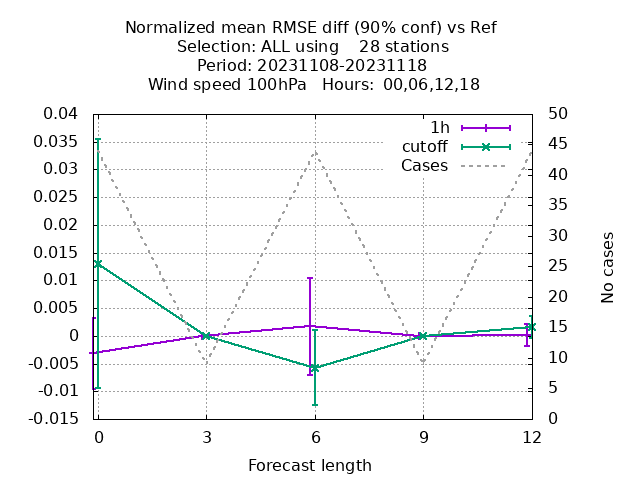 Normalized mean RMSE diff (90% conf) vs Ref
Selection: ALL using    28 stations
Period: 20231108-20231118
Wind speed 100hPa   Hours:  00,06,12,18
1h
cutoff
Cases
0.04
0.035
0.03
0.025
0.02
0.015
0.01
0.005
0
-0.005
-0.01
-0.015
50
45
40
35
30
25
20
15
10
5
0
No cases
0 3 6 9 12
Forecast length